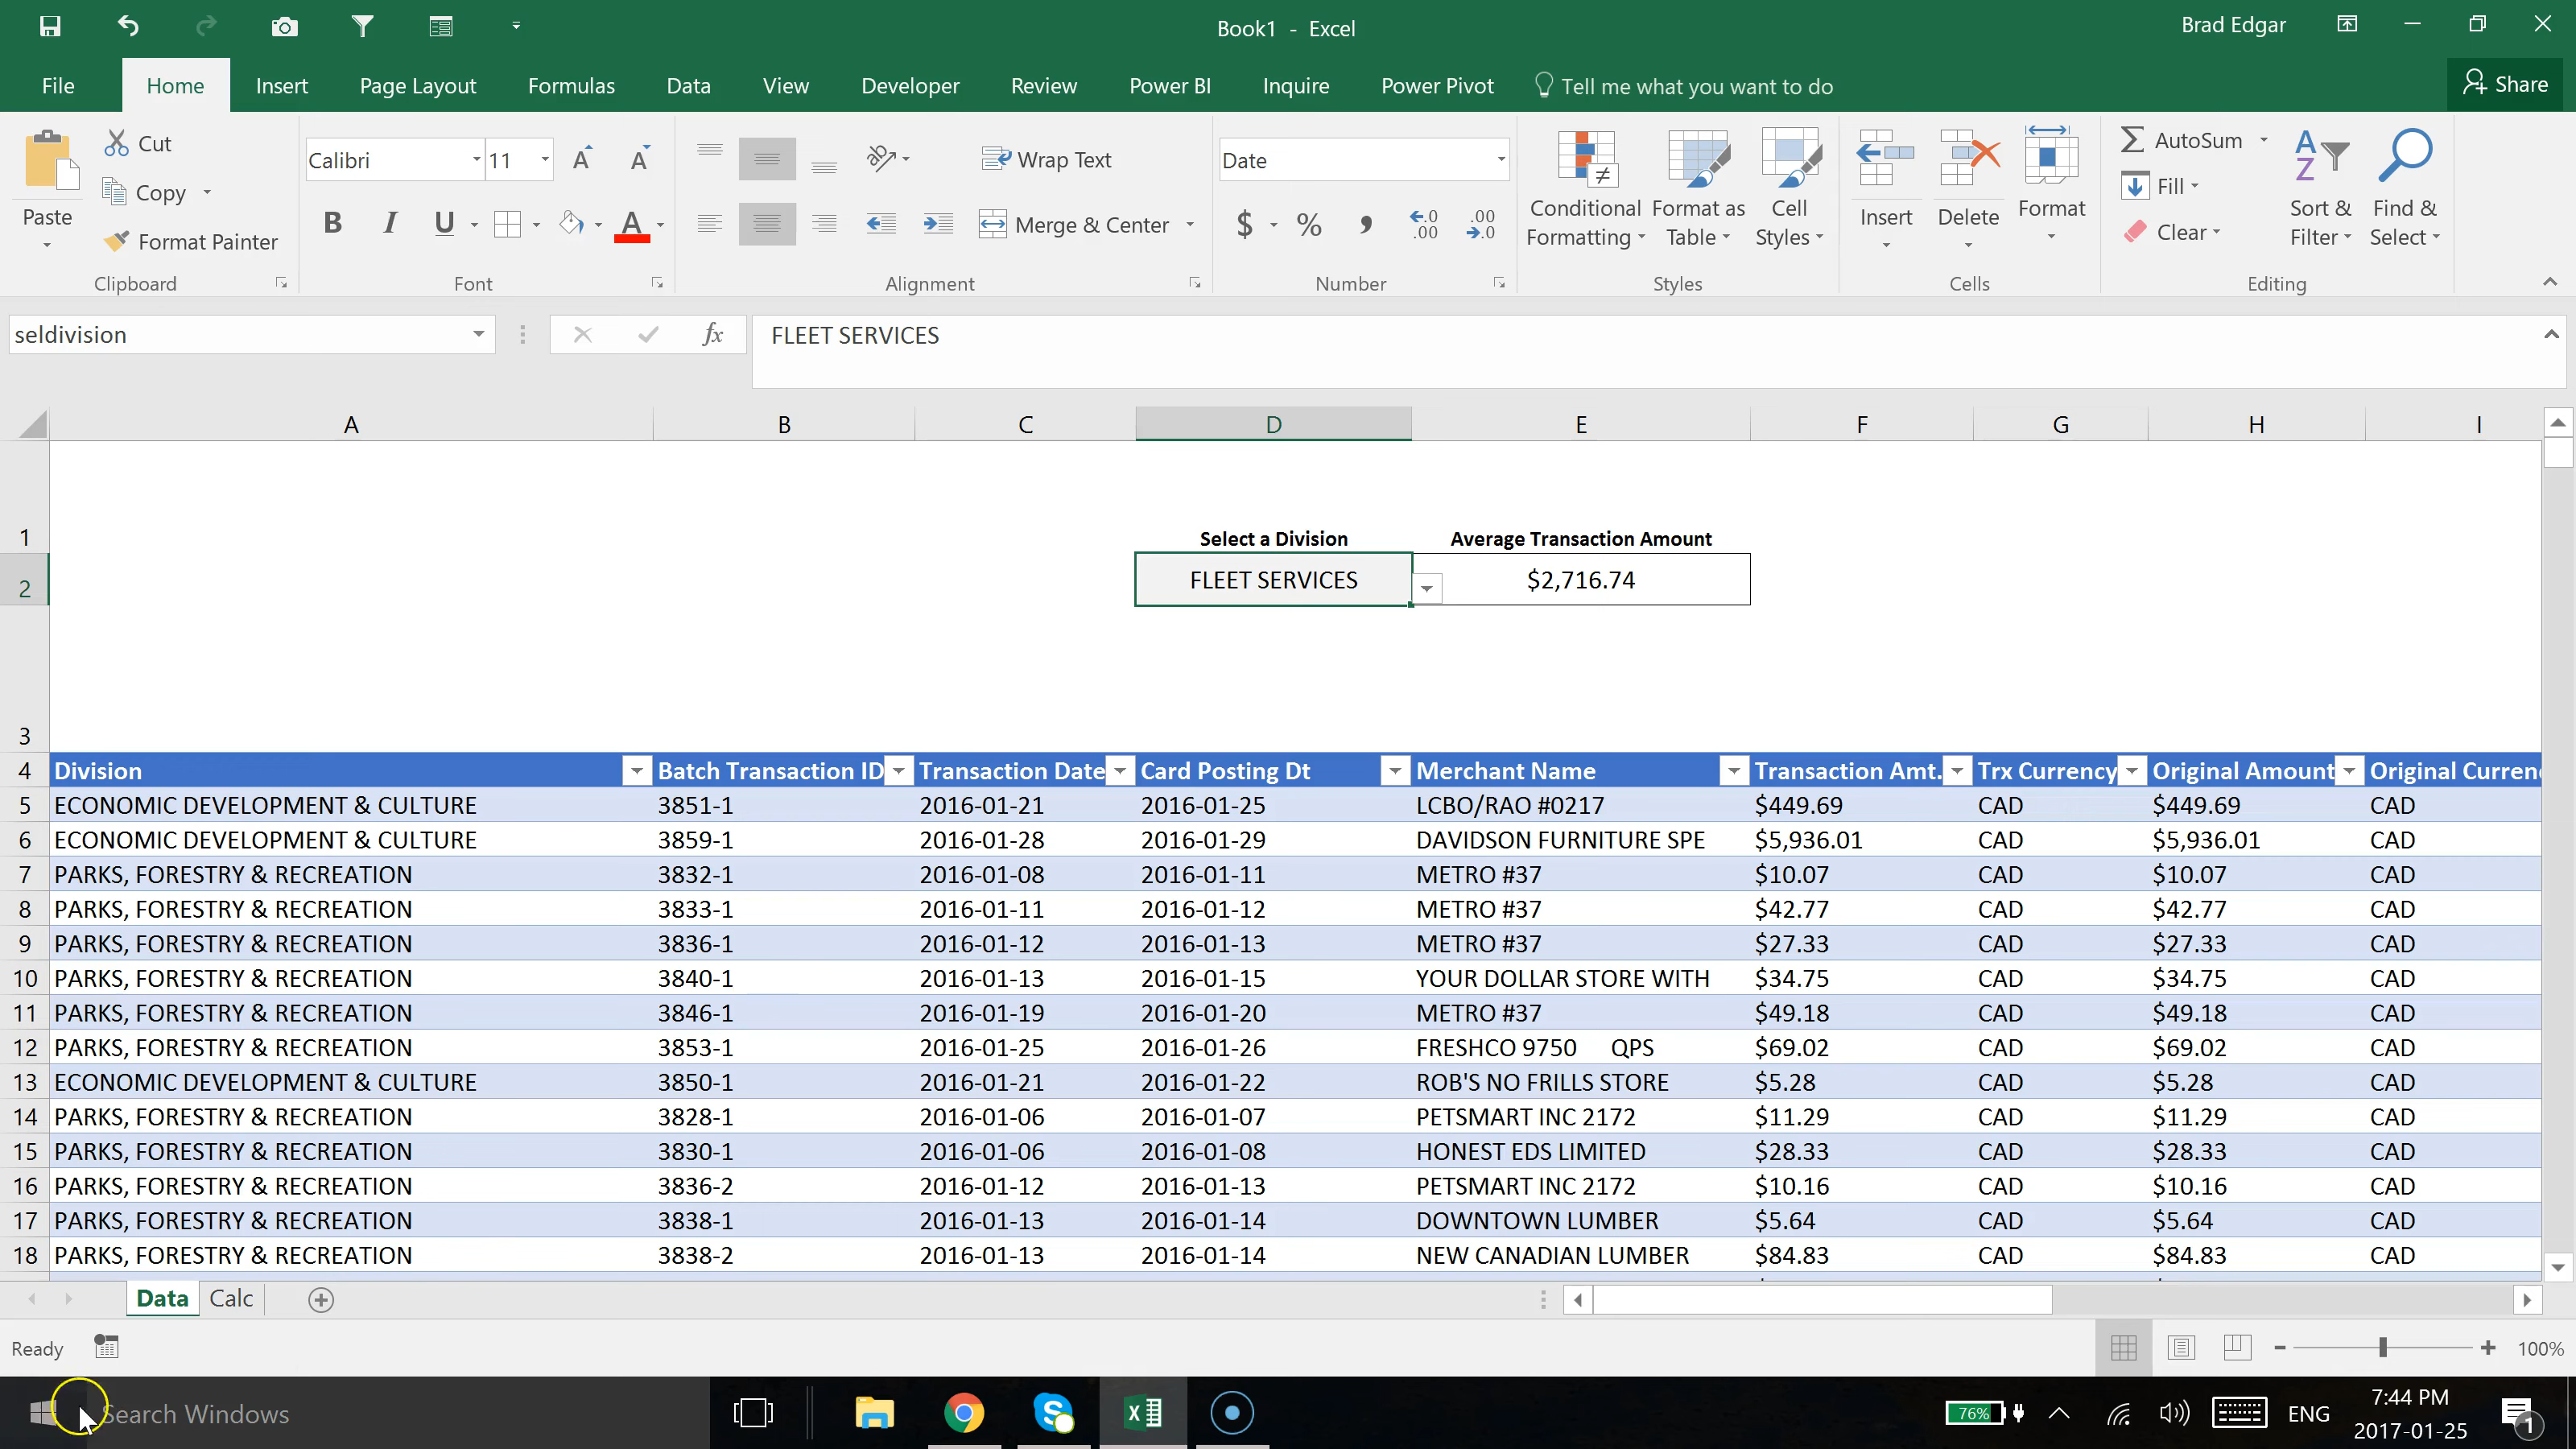 Book1 - Excel
Brad Edgar
File Home Insert Page Layout Formulas Data View Developer Review Power BI Inquire Power Pivot Tell me what you want to do Share
Paste
Cut
Copy
Format Painter
Clipboard
Calibri 11
A A
B I U A
Font
Wrap Text
Merge & Center
Alignment
Date
$ % , .0 .00 .00 .0
Number
Conditional Formatting
Format as Table
Cell Styles
Styles
Insert
Delete
Format
Cells
AutoSum
Fill
Clear
Sort & Filter
Find & Select
Editing
seldivision
fx
FLEET SERVICES
A B C D E F G H I
1 Select a Division Average Transaction Amount
2 FLEET SERVICES $2,716.74
3
4 Division Batch Transaction ID Transaction Date Card Posting Dt Merchant Name Transaction Amt. Trx Currency Original Amount Original Curren
5 ECONOMIC DEVELOPMENT & CULTURE 3851-1 2016-01-21 2016-01-25 LCBO/RAO #0217 $449.69 CAD $449.69 CAD
6 ECONOMIC DEVELOPMENT & CULTURE 3859-1 2016-01-28 2016-01-29 DAVIDSON FURNITURE SPE $5,936.01 CAD $5,936.01 CAD
7 PARKS, FORESTRY & RECREATION 3832-1 2016-01-08 2016-01-11 METRO #37 $10.07 CAD $10.07 CAD
8 PARKS, FORESTRY & RECREATION 3833-1 2016-01-11 2016-01-12 METRO #37 $42.77 CAD $42.77 CAD
9 PARKS, FORESTRY & RECREATION 3836-1 2016-01-12 2016-01-13 METRO #37 $27.33 CAD $27.33 CAD
10 PARKS, FORESTRY & RECREATION 3840-1 2016-01-13 2016-01-15 YOUR DOLLAR STORE WITH $34.75 CAD $34.75 CAD
11 PARKS, FORESTRY & RECREATION 3846-1 2016-01-19 2016-01-20 METRO #37 $49.18 CAD $49.18 CAD
12 PARKS, FORESTRY & RECREATION 3853-1 2016-01-25 2016-01-26 FRESHCO 9750 QPS $69.02 CAD $69.02 CAD
13 ECONOMIC DEVELOPMENT & CULTURE 3850-1 2016-01-21 2016-01-22 ROB'S NO FRILLS STORE $5.28 CAD $5.28 CAD
14 PARKS, FORESTRY & RECREATION 3828-1 2016-01-06 2016-01-07 PETSMART INC 2172 $11.29 CAD $11.29 CAD
15 PARKS, FORESTRY & RECREATION 3830-1 2016-01-06 2016-01-08 HONEST EDS LIMITED $28.33 CAD $28.33 CAD
16 PARKS, FORESTRY & RECREATION 3836-2 2016-01-12 2016-01-13 PETSMART INC 2172 $10.16 CAD $10.16 CAD
17 PARKS, FORESTRY & RECREATION 3838-1 2016-01-13 2016-01-14 DOWNTOWN LUMBER $5.64 CAD $5.64 CAD
18 PARKS, FORESTRY & RECREATION 3838-2 2016-01-13 2016-01-14 NEW CANADIAN LUMBER $84.83 CAD $84.83 CAD
Data Calc
Ready
100%
Search Windows
76%
ENG
7:44 PM
2017-01-25
1